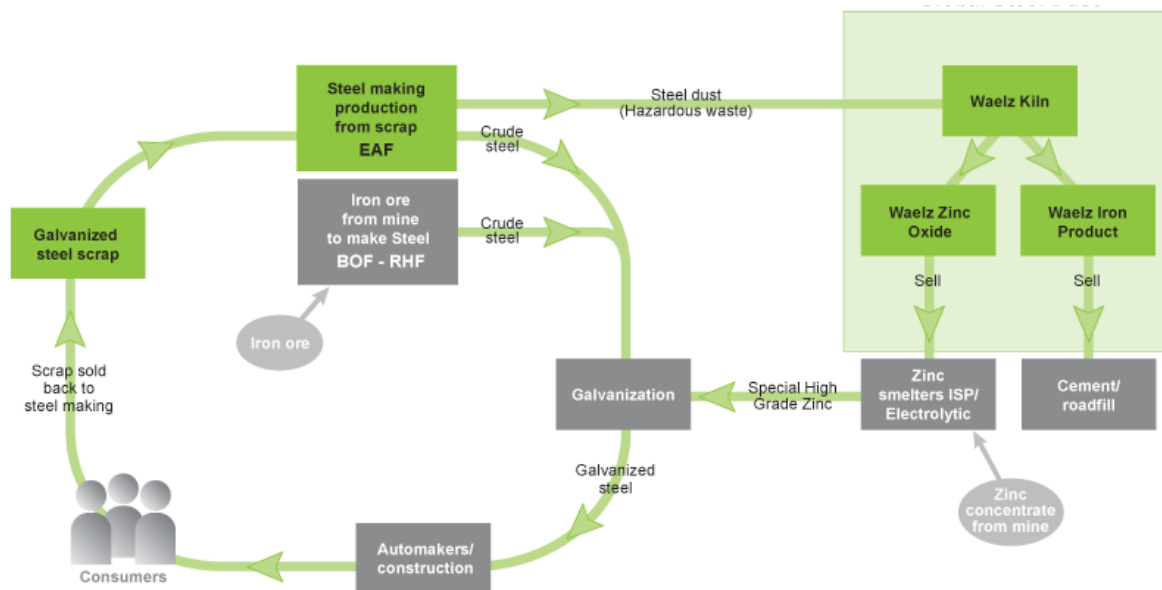 Steel making
production
from scrap
EAF
Steel dust
(Hazardous waste)
Waelz Kiln
Crude
steel
Iron ore
from mine
to make Steel
BOF - RHF
Crude
steel
Waelz Zinc
Oxide
Waelz Iron
Product
Galvanized
steel scrap
Sell
Sell
Iron ore
Scrap sold
back to
steel making
Galvanization
Special High
Grade Zinc
Zinc
smelters ISP/
Electrolytic
Cement/
roadfill
Galvanized
steel
Zinc
concentrate
from mine
Automakers/
construction
Consumers